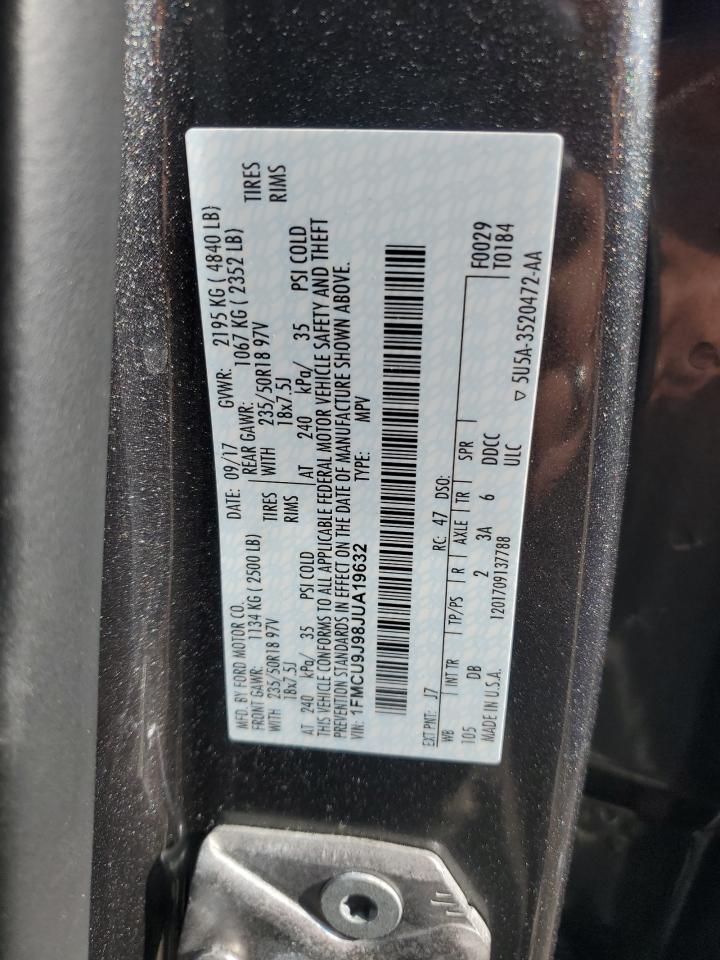 MFD. BY FORD MOTOR CO.
DATE: 09/17 GVWR: 2195 KG ( 4840 LB)
FRONT GAWR: 1134 KG ( 2500 LB) REAR GAWR: 1067 KG ( 2352 LB)
WITH 235/50R18 97V TIRES WITH 235/50R18 97V TIRES
18x7.5J RIMS 18x7.5J RIMS
AT 240 kPa/ 35 PSI COLD AT 240 kPa/ 35 PSI COLD
THIS VEHICLE CONFORMS TO ALL APPLICABLE FEDERAL MOTOR VEHICLE SAFETY AND THEFT
PREVENTION STANDARDS IN EFFECT ON THE DATE OF MANUFACTURE SHOWN ABOVE.
VIN: 1FMCU9J98JUA19632 TYPE: MPV
EXT PNT: J7 RC: 47 DSO: F0029
WB INT TR TP/PS R AXLE TR SPR T0184
105 DB 2 3A 6 DDCC
MADE IN U.S.A. 1201709137788 ULC ▽ 5U5A-3520472-AA